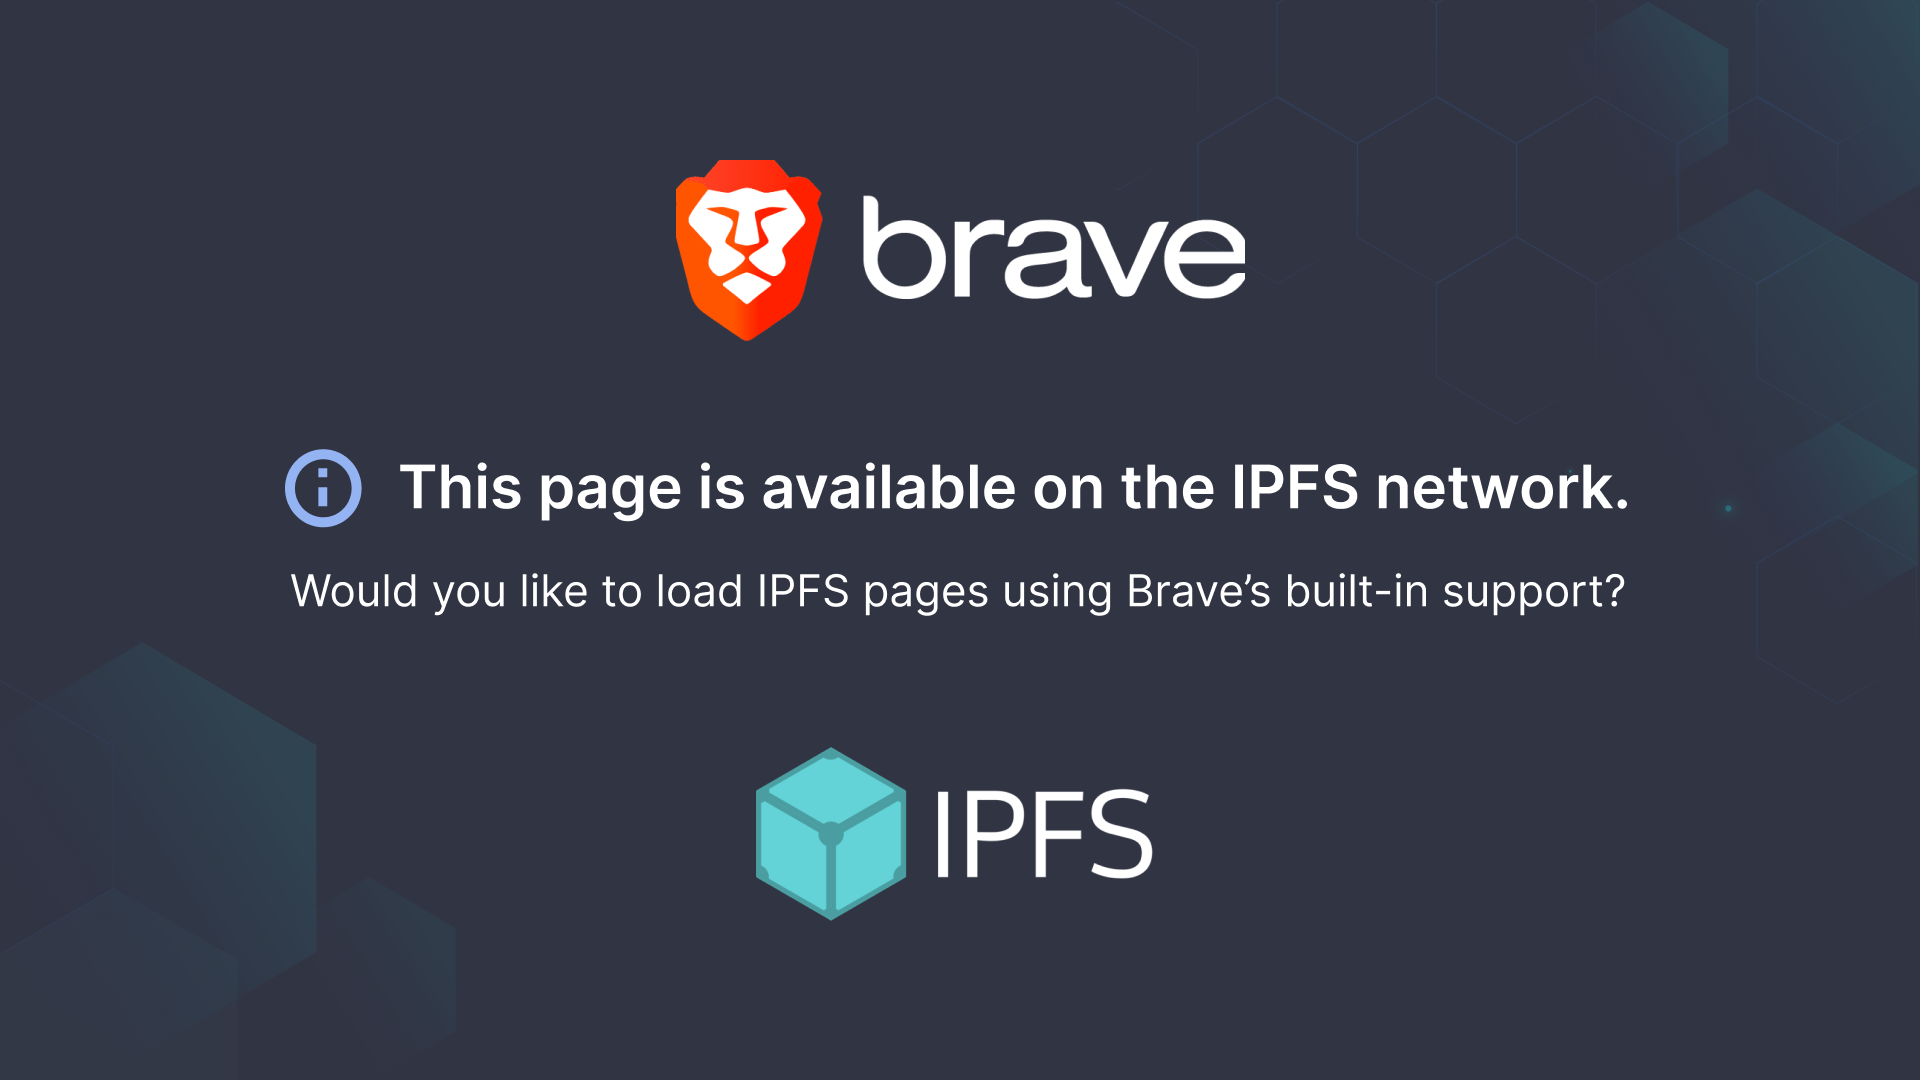 brave
This page is available on the IPFS network.
Would you like to load IPFS pages using Brave’s built-in support?
IPFS